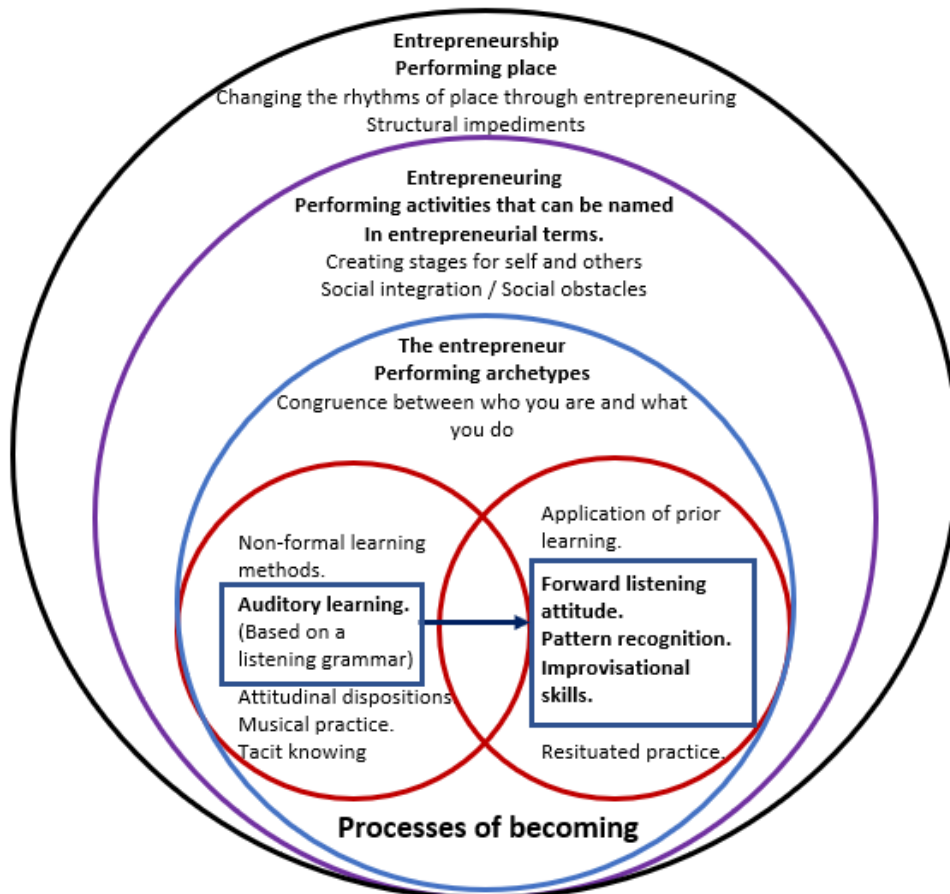 Entrepreneurship
Performing place
Changing the rhythms of place through entrepreneuring
Structural impediments
Entrepreneuring
Performing activities that can be named
In entrepreneurial terms.
Creating stages for self and others
Social integration / Social obstacles
The entrepreneur
Performing archetypes
Congruence between who you are and what
you do
Non-formal learning
methods.
Auditory learning.
(Based on a
listening grammar)
Attitudinal dispositions
Musical practice.
Tacit knowing
Application of prior
learning.
Forward listening
attitude.
Pattern recognition.
Improvisational
skills.
Resituated practice.
Processes of becoming